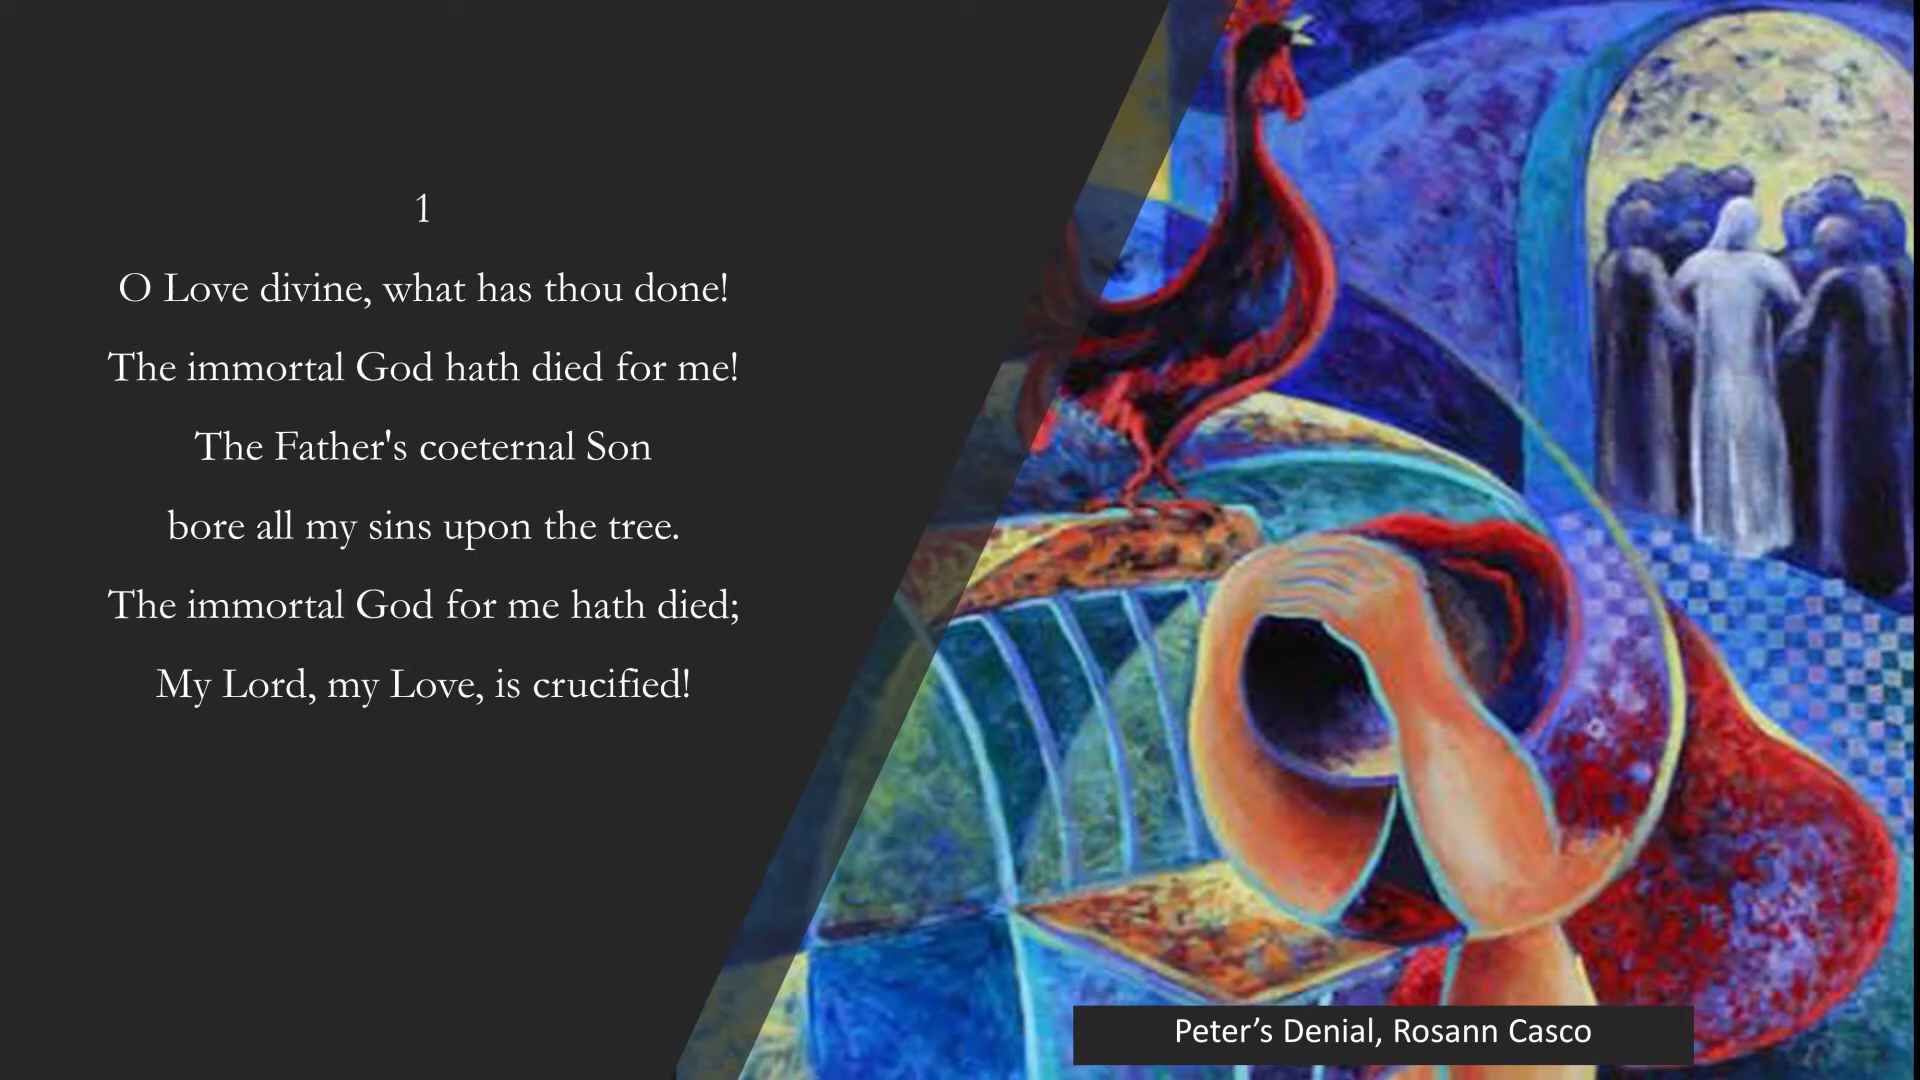 1
O Love divine, what has thou done!
The immortal God hath died for me!
The Father's coeternal Son
bore all my sins upon the tree.
The immortal God for me hath died;
My Lord, my Love, is crucified!
Peter’s Denial, Rosann Casco